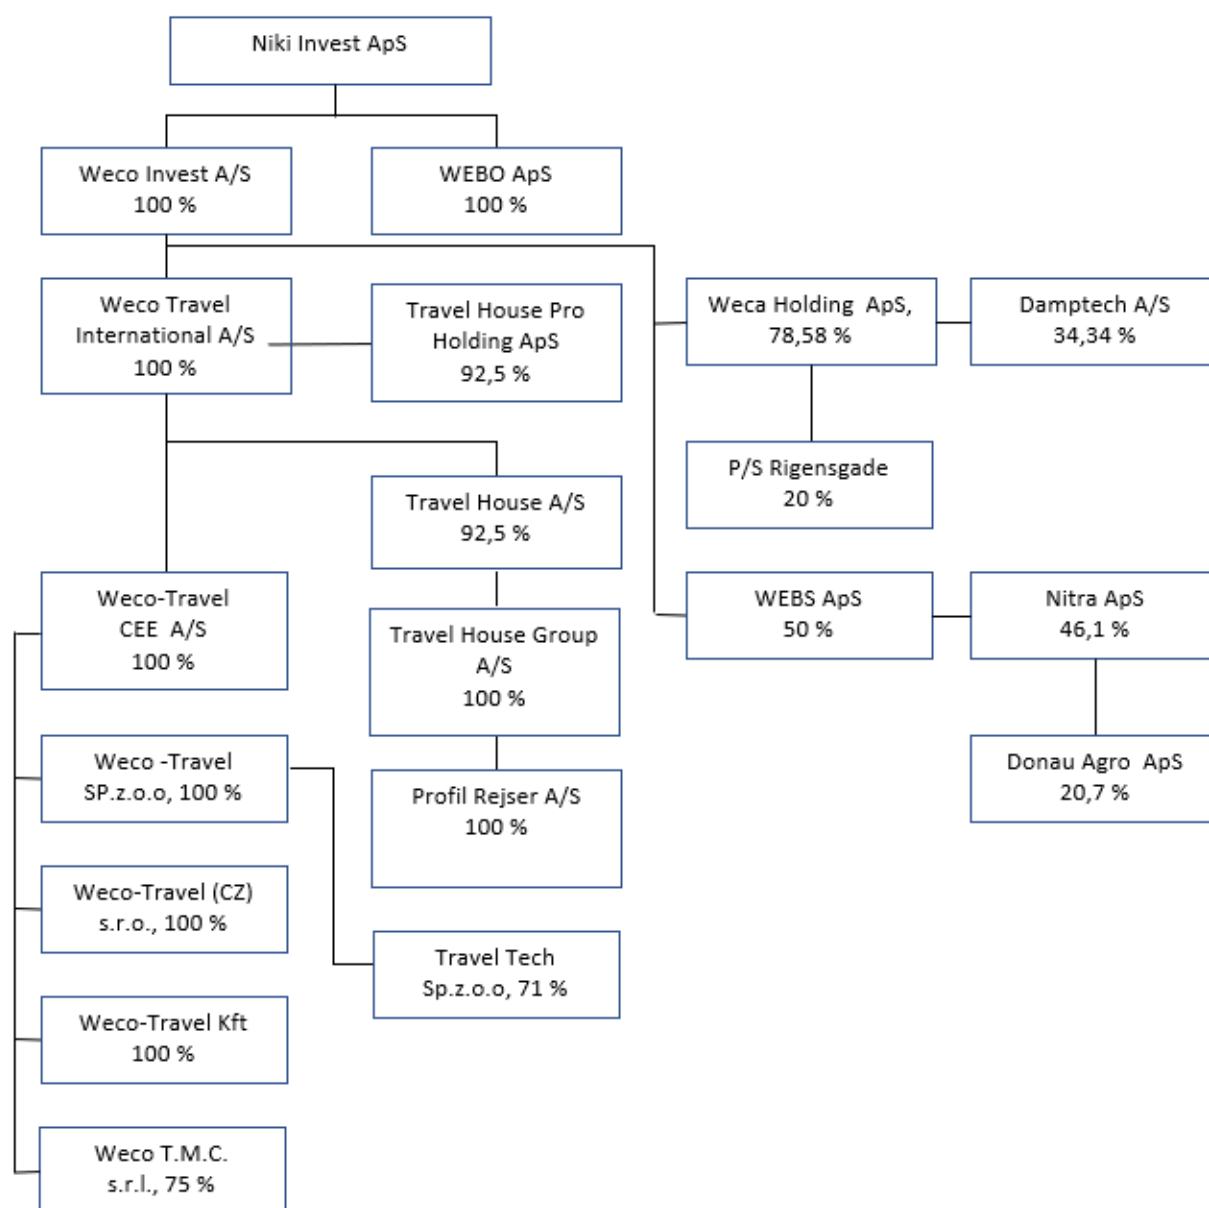 Niki Invest ApS
Weco Invest A/S
100 %
WEBO ApS
100 %
Weco Travel
International A/S
100 %
Travel House Pro
Holding ApS
92,5 %
Weca Holding  ApS,
78,58 %
Damptech A/S
34,34 %
P/S Rigensgade
20 %
Travel House A/S
92,5 %
Weco-Travel
CEE  A/S
100 %
Travel House Group
A/S
100 %
WEBS ApS
50 %
Nitra ApS
46,1 %
Weco -Travel
SP.z.o.o, 100 %
Profil Rejser A/S
100 %
Donau Agro  ApS
20,7 %
Weco-Travel (CZ)
s.r.o., 100 %
Travel Tech
Sp.z.o.o, 71 %
Weco-Travel Kft
100 %
Weco T.M.C.
s.r.l., 75 %